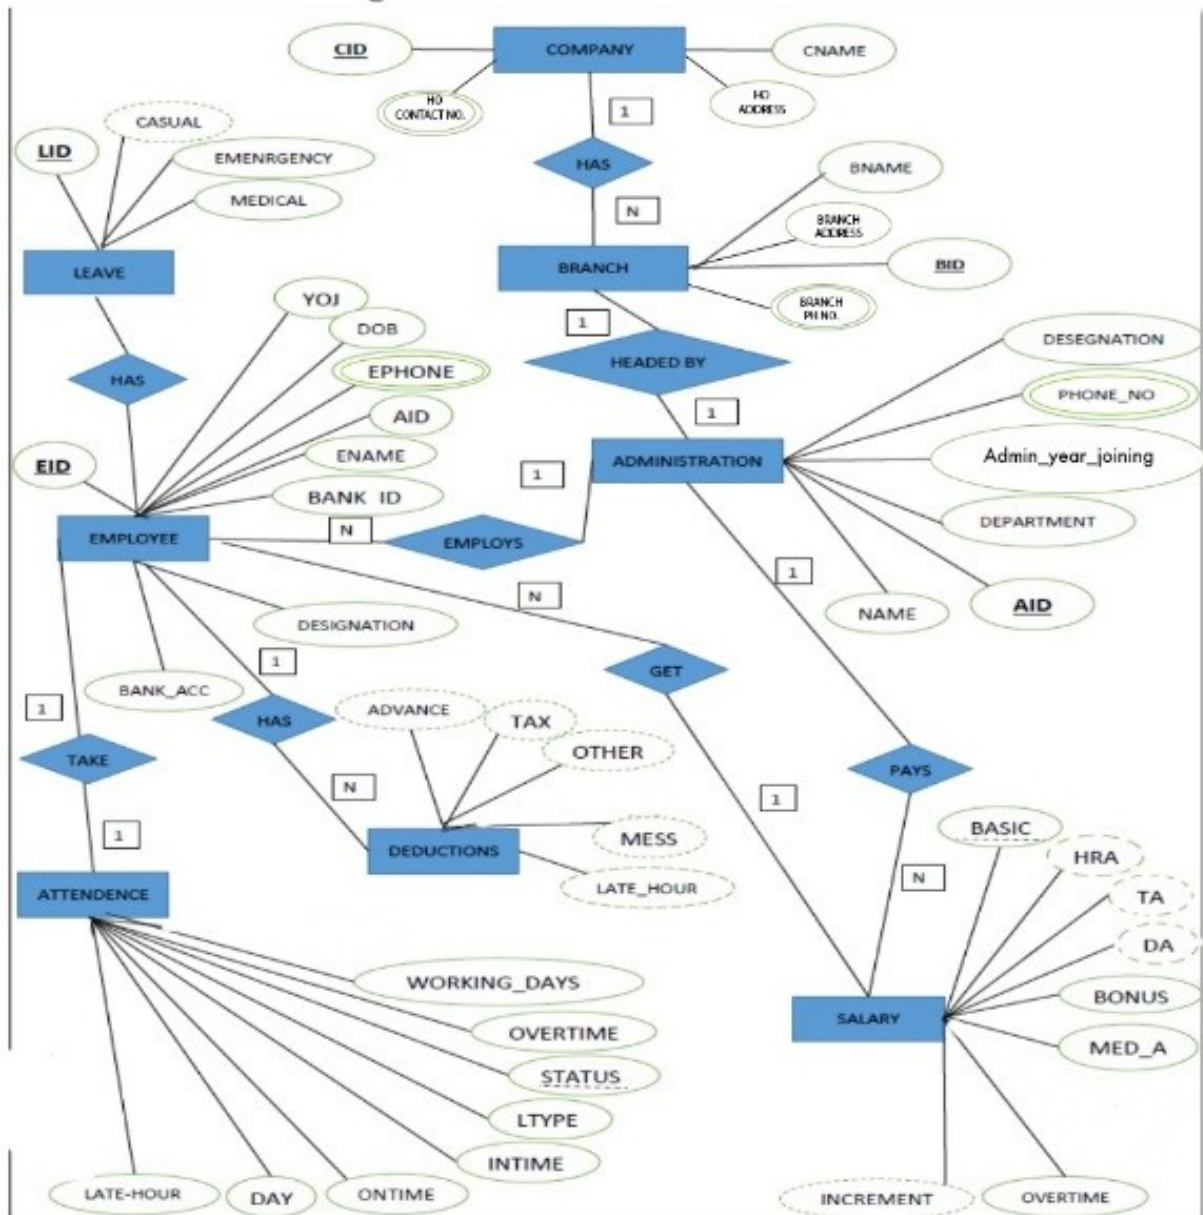 CID
COMPANY
CNAME
HO
CONTACT NO.
HO
ADDRESS
1
HAS
N
CASUAL
LID
EMENRGENCY
MEDICAL
LEAVE
BNAME
BRANCH
ADDRESS
BRANCH
BID
BRANCH
PH NO.
1
HEADED BY
1
YOJ
DOB
EPHONE
HAS
AID
ENAME
EID
BANK_ID
DESEGNATION
PHONE_NO
ADMINISTRATION
Admin_year_joining
DEPARTMENT
AID
NAME
1
N
EMPLOYEE
EMPLOYS
N
1
DESIGNATION
BANK_ACC
1
HAS
N
GET
1
PAYS
N
1
TAKE
1
ADVANCE
TAX
OTHER
MESS
DEDUCTIONS
LATE_HOUR
BASIC
HRA
TA
DA
BONUS
SALARY
MED_A
INCREMENT
OVERTIME
ATTENDENCE
WORKING_DAYS
OVERTIME
STATUS
LTYPE
INTIME
LATE-HOUR
DAY
ONTIME